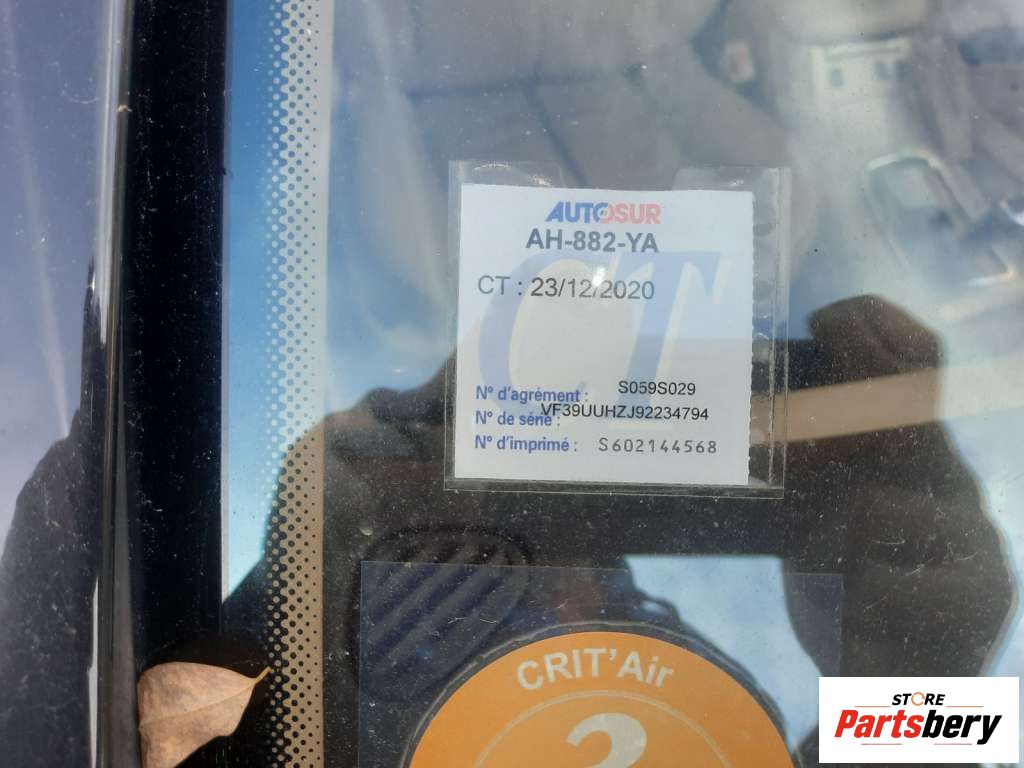 AUTOSUR
AH-882-YA
CT
CT : 23/12/2020
N° d'agrément : S059S029
N° de série : VF39UUHZJ92234794
N° d'imprimé : S602144568
CRIT'Air
STORE
Partsbery